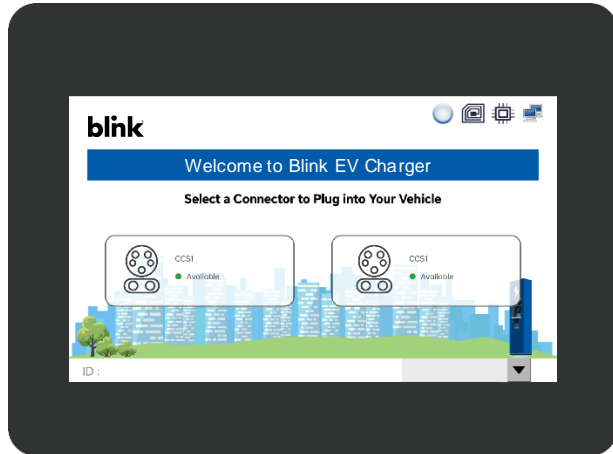 blink
Welcome to Blink EV Charger
Select a Connector to Plug into Your Vehicle
CCS1
Available
CCS1
Available
ID :